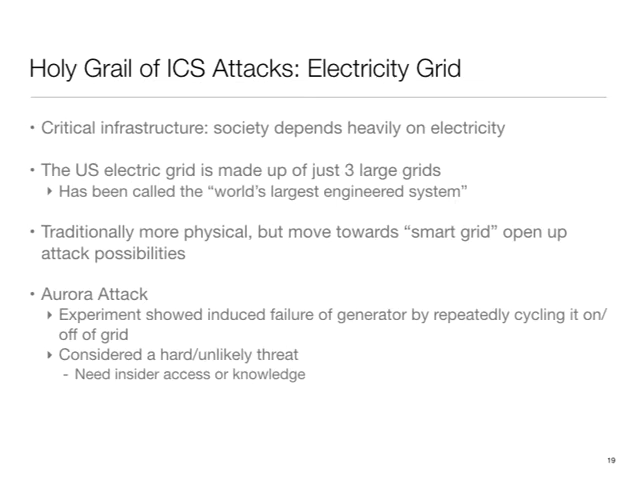 Holy Grail of ICS Attacks: Electricity Grid
• Critical infrastructure: society depends heavily on electricity
• The US electric grid is made up of just 3 large grids
‣ Has been called the “world’s largest engineered system”
• Traditionally more physical, but move towards “smart grid” open up
attack possibilities
• Aurora Attack
‣ Experiment showed induced failure of generator by repeatedly cycling it on/
off of grid
‣ Considered a hard/unlikely threat
- Need insider access or knowledge
19